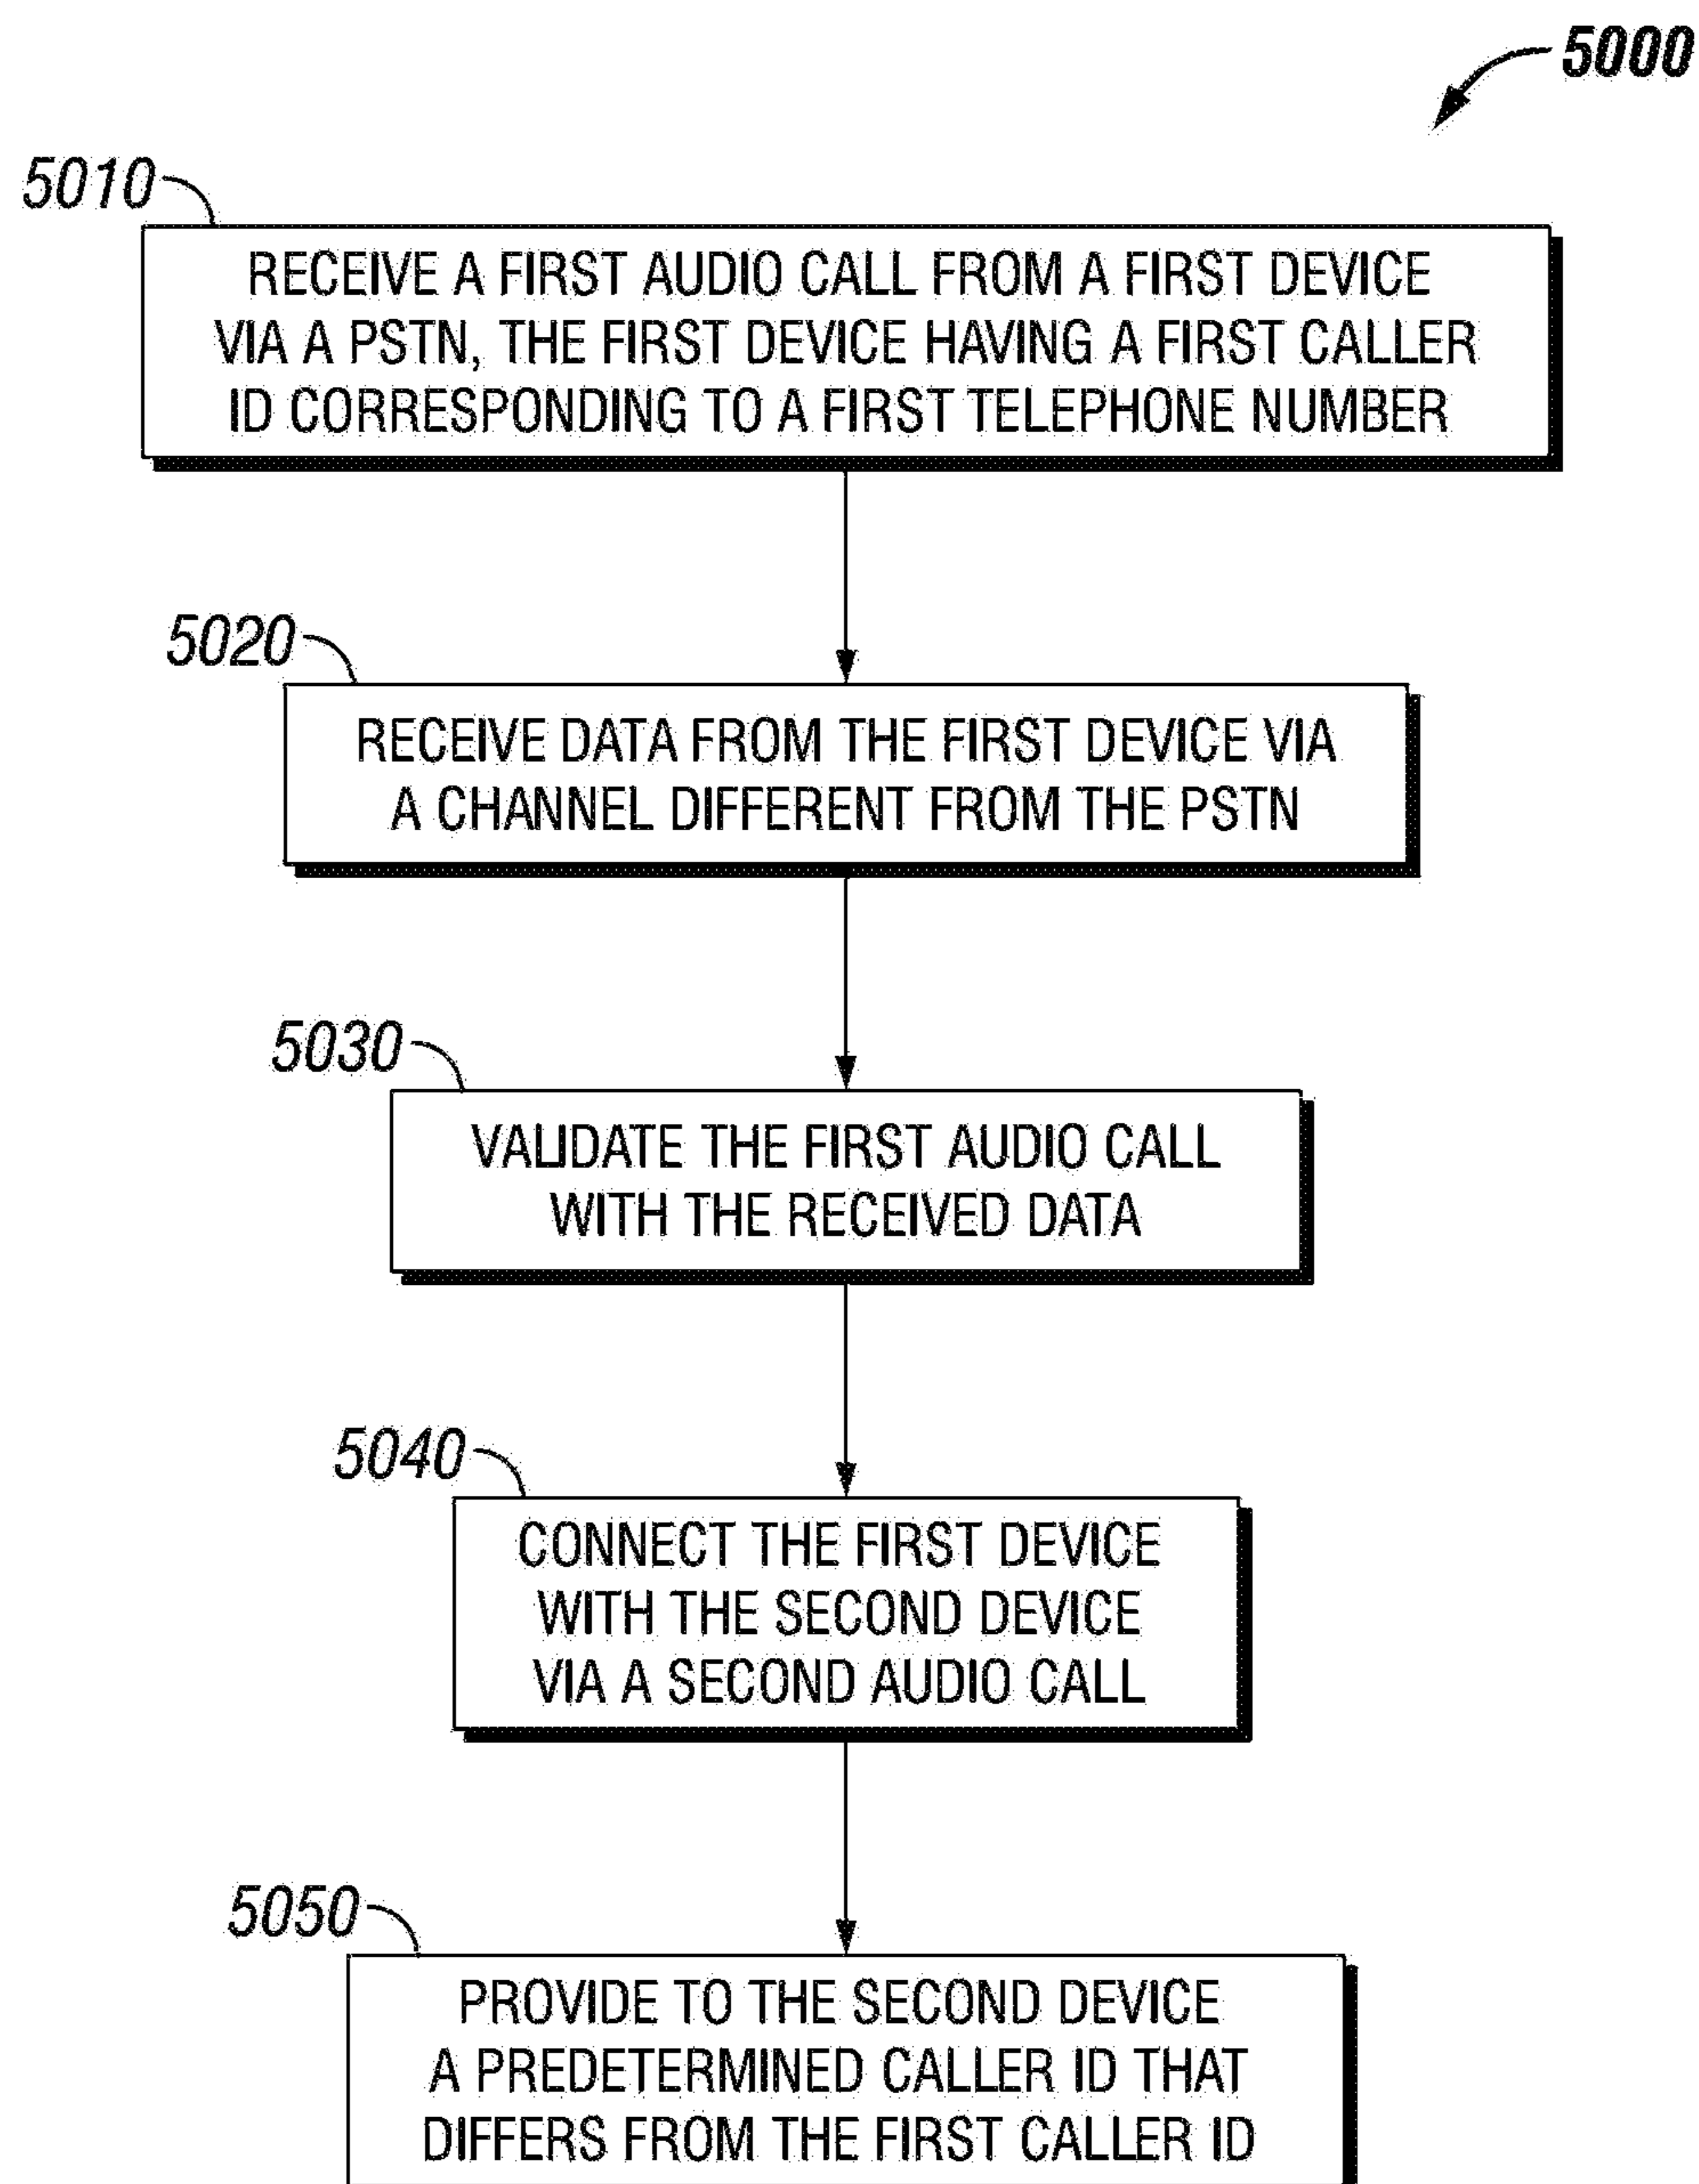 5000
5010
RECEIVE A FIRST AUDIO CALL FROM A FIRST DEVICE
VIA A PSTN, THE FIRST DEVICE HAVING A FIRST CALLER
ID CORRESPONDING TO A FIRST TELEPHONE NUMBER
5020
RECEIVE DATA FROM THE FIRST DEVICE VIA
A CHANNEL DIFFERENT FROM THE PSTN
5030
VALIDATE THE FIRST AUDIO CALL
WITH THE RECEIVED DATA
5040
CONNECT THE FIRST DEVICE
WITH THE SECOND DEVICE
VIA A SECOND AUDIO CALL
5050
PROVIDE TO THE SECOND DEVICE
A PREDETERMINED CALLER ID THAT
DIFFERS FROM THE FIRST CALLER ID